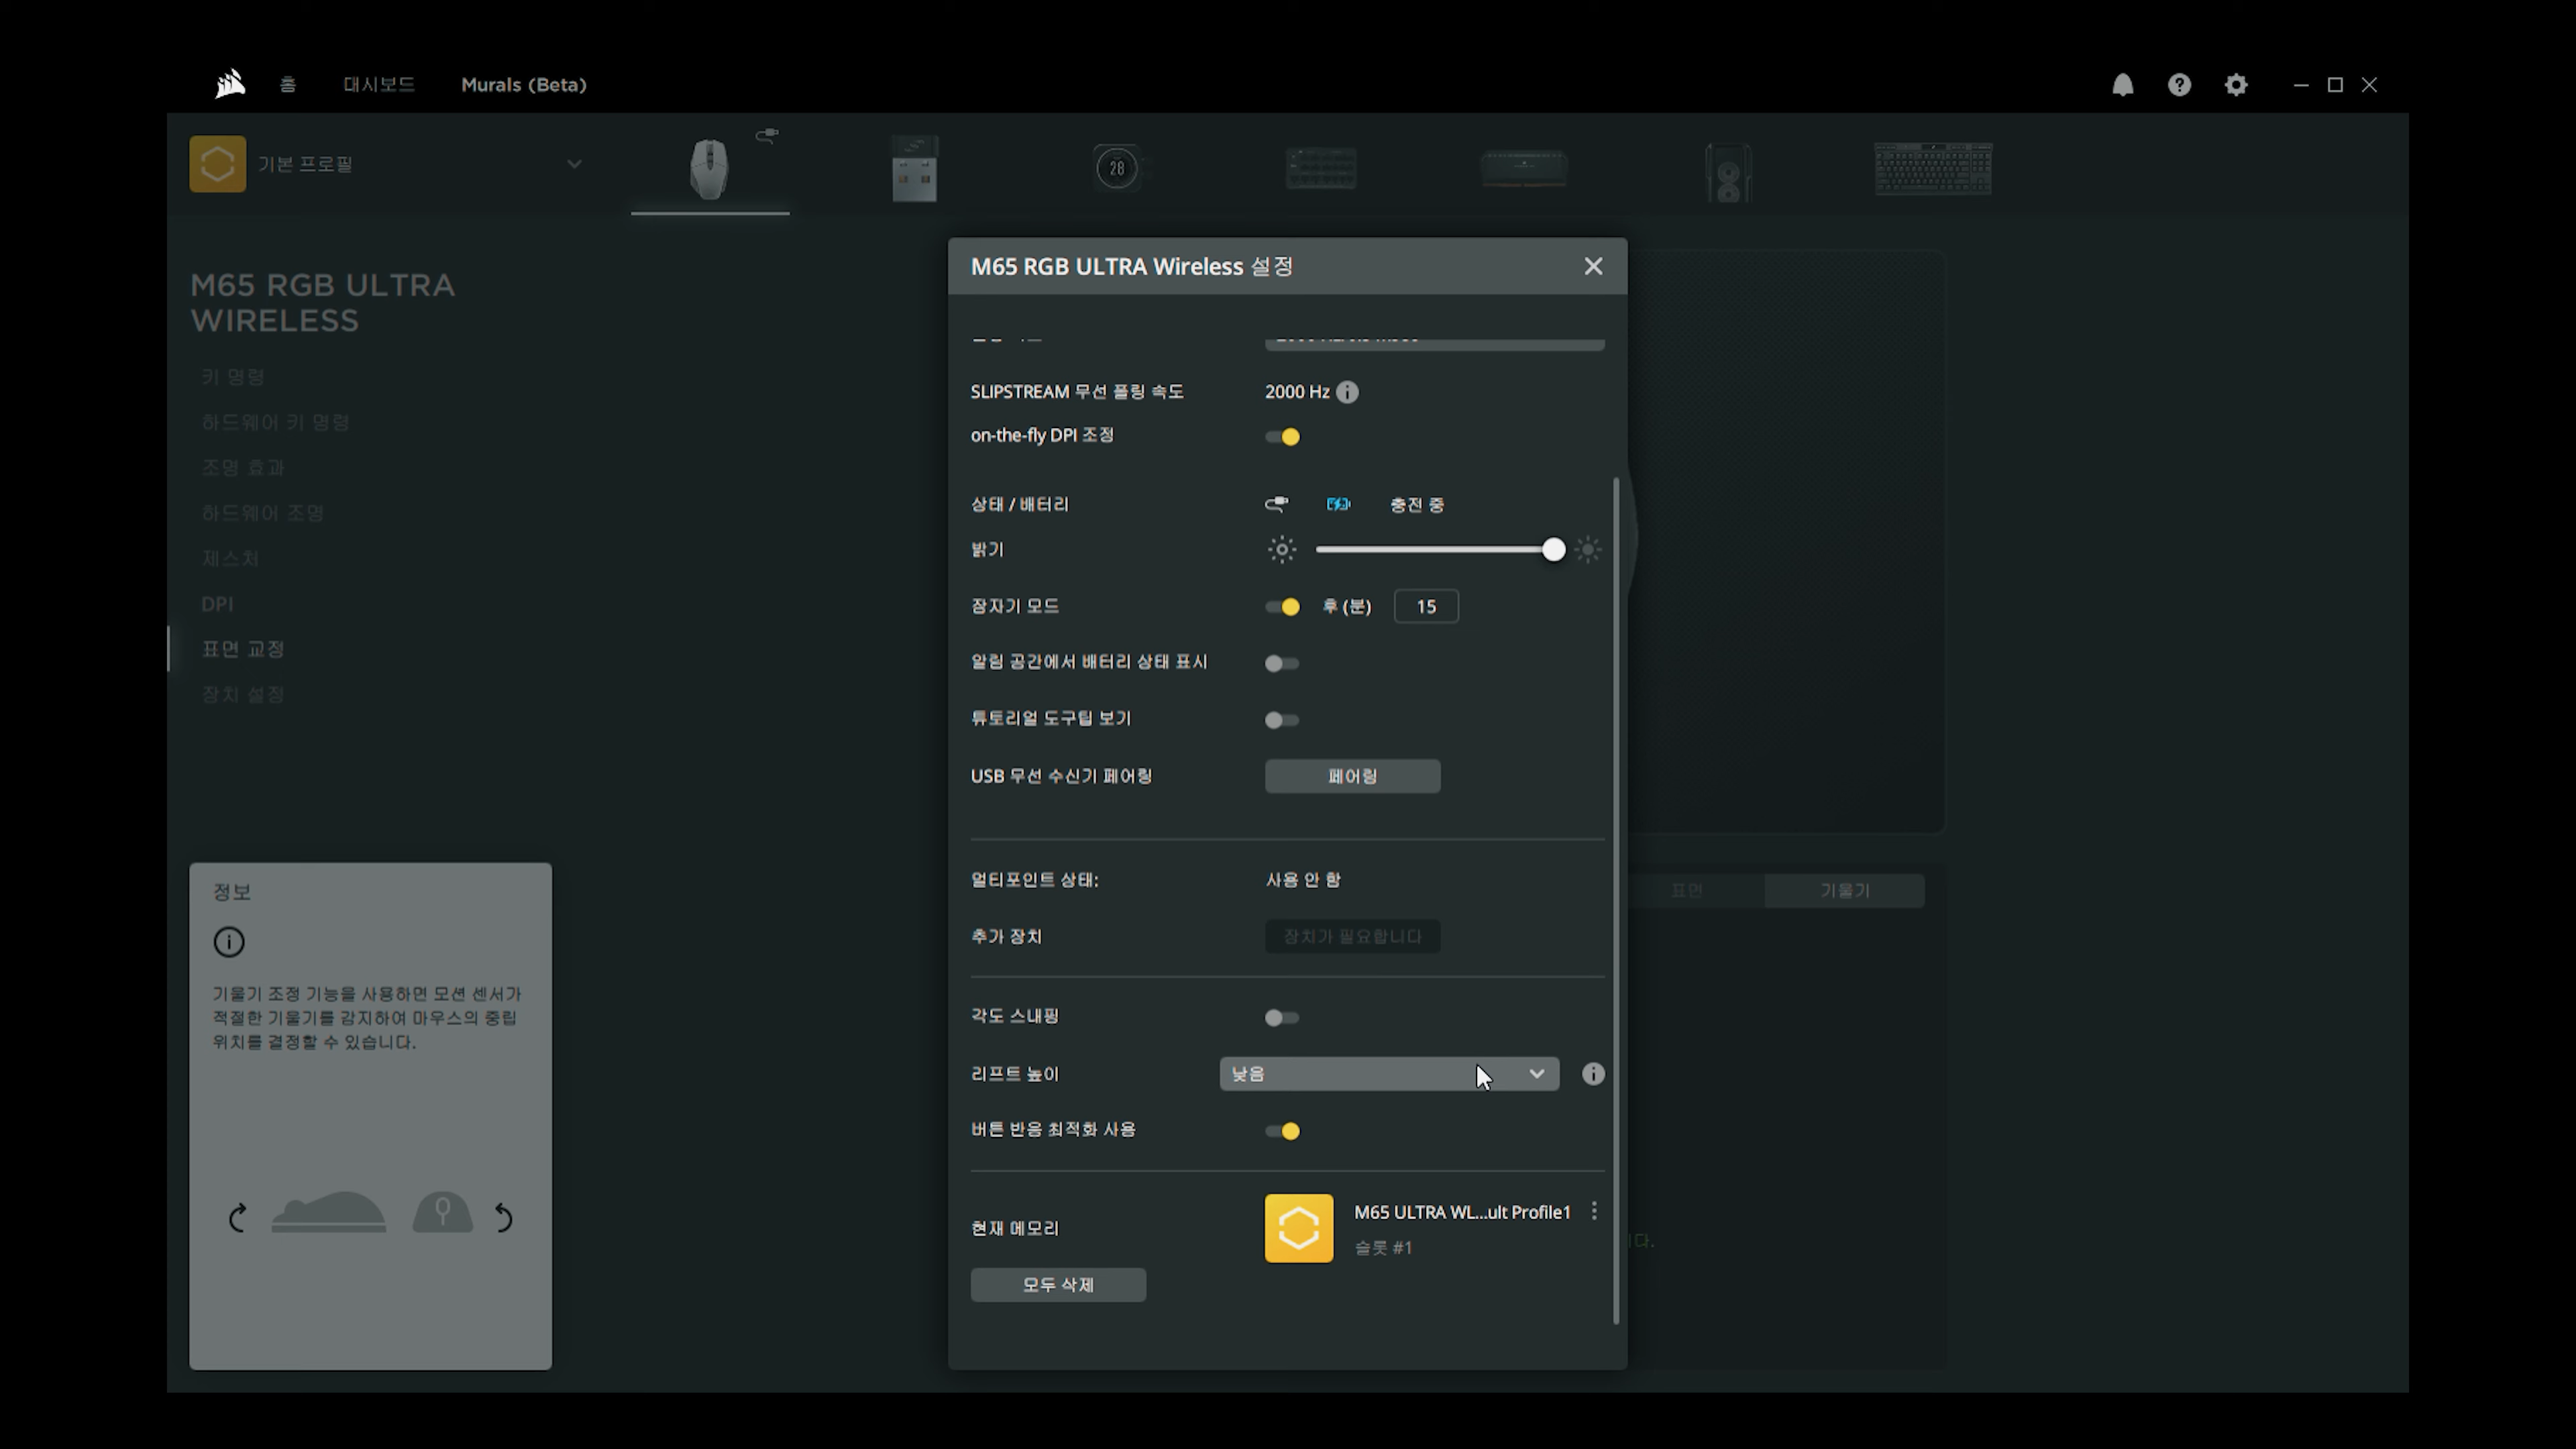 홈 대시보드 Murals (Beta)
기본 프로필
28
M65 RGB ULTRA
WIRELESS
키 명령
하드웨어 키 명령
조명 효과
하드웨어 조명
제스처
DPI
표면 교정
장치 설정
정보
기울기 조정 기능을 사용하면 모션 센서가
적절한 기울기를 감지하여 마우스의 중립
위치를 결정할 수 있습니다.
M65 RGB ULTRA Wireless 설정
SLIPSTREAM 무선 폴링 속도 2000 Hz
on-the-fly DPI 조정
상태 / 배터리 충전 중
밝기
잠자기 모드 후 (분) 15
알림 공간에서 배터리 상태 표시
튜토리얼 도구팁 보기
USB 무선 수신기 페어링 페어링
멀티포인트 상태: 사용 안 함
추가 장치 장치가 필요합니다
각도 스내핑
리프트 높이 낮음
버튼 반응 최적화 사용
현재 메모리 M65 ULTRA WL...ult Profile1
슬롯 #1
모두 삭제
표면 기울기